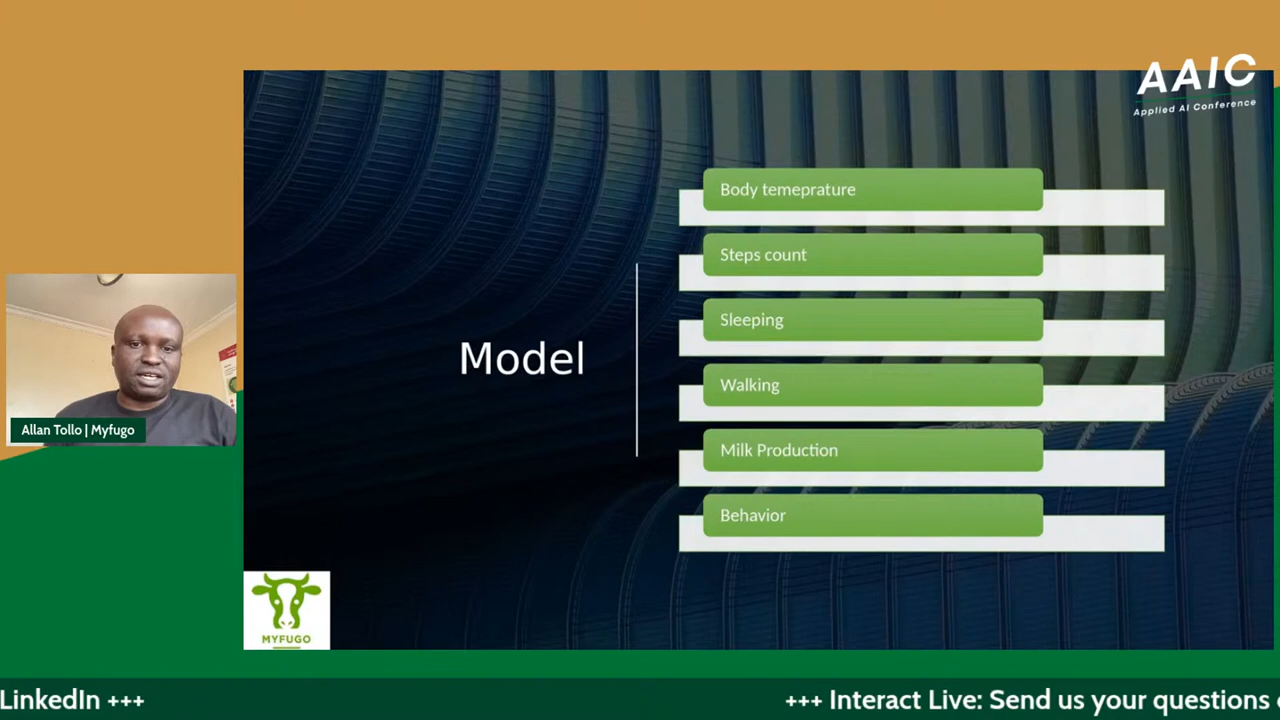 AAIC
Applied AI Conference
Body temeprature
Steps count
Sleeping
Model
Walking
Milk Production
Behavior
Allan Tollo | Myfugo
MYFUGO
LinkedIn +++
+++ Interact Live: Send us your questions